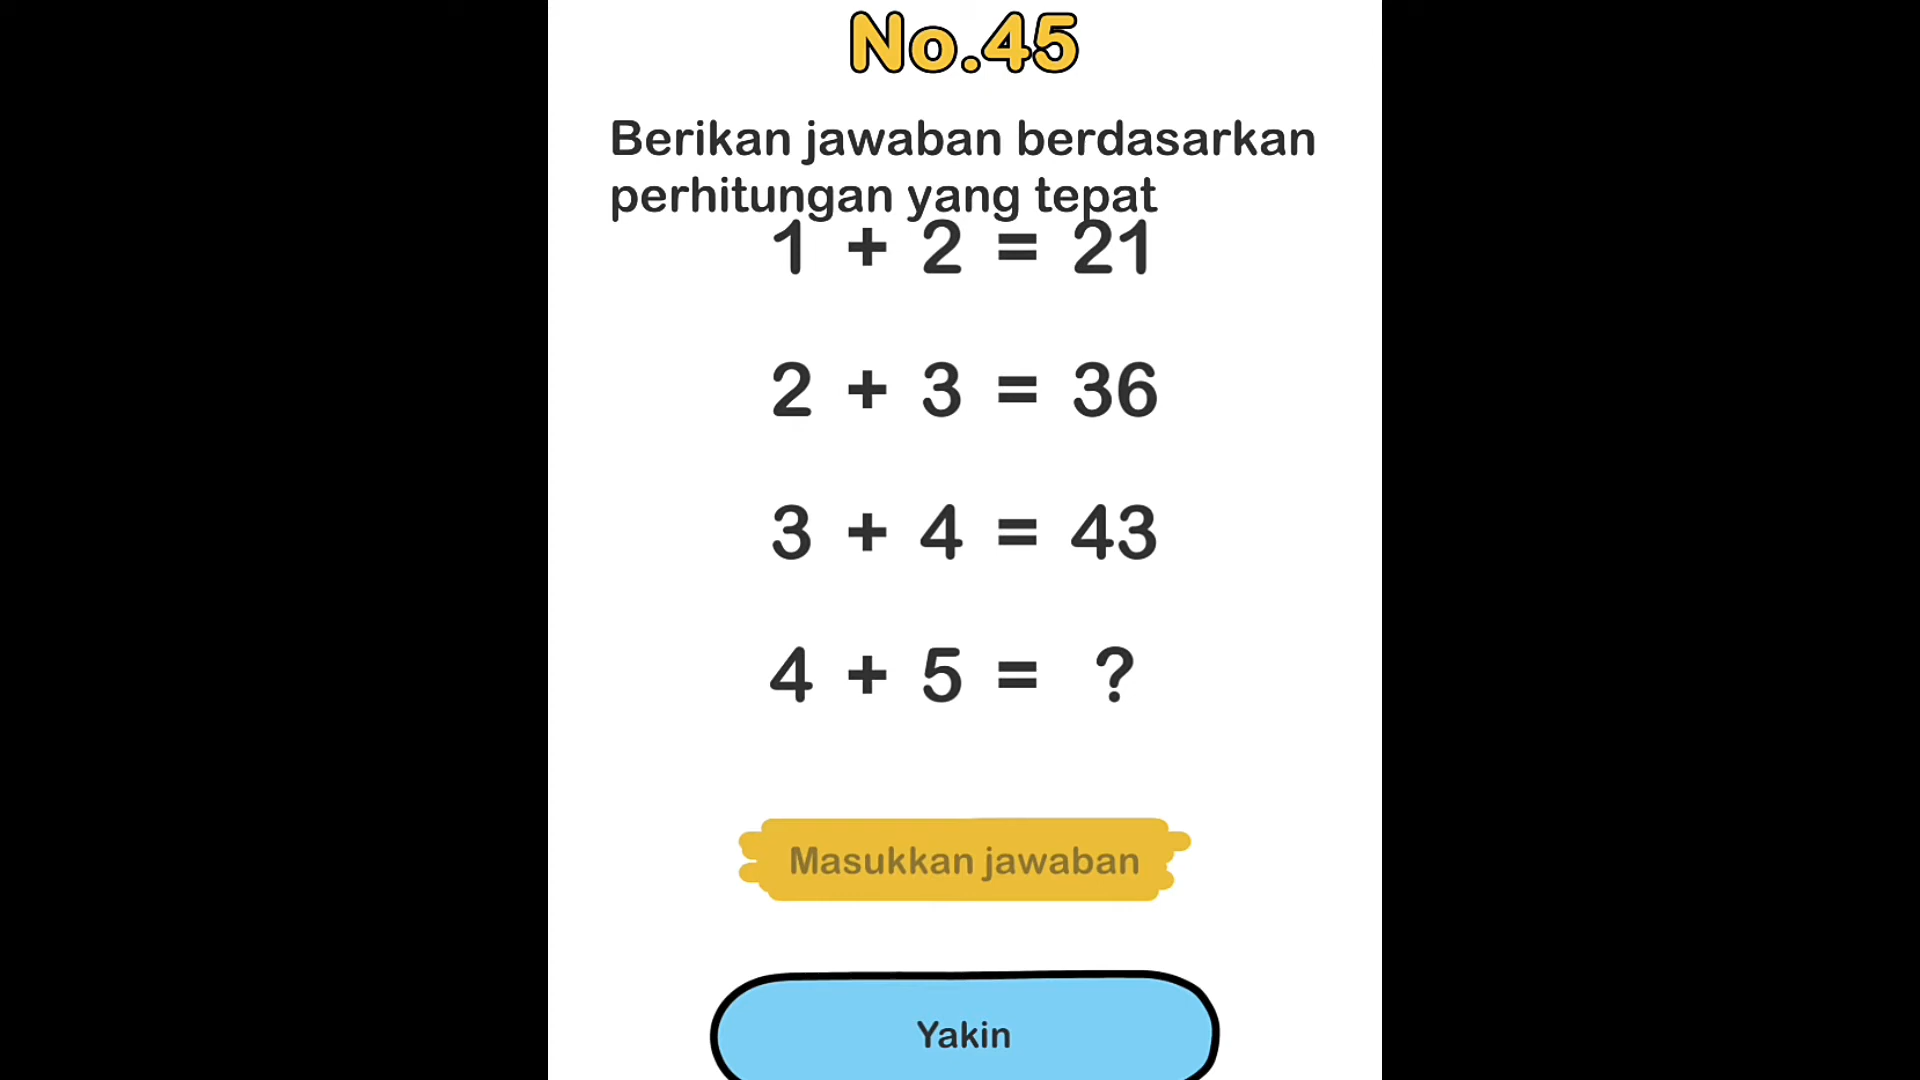 No.45
Berikan jawaban berdasarkan
perhitungan yang tepat
1 + 2 = 21
2 + 3 = 36
3 + 4 = 43
4 + 5 = ?
Masukkan jawaban
Yakin